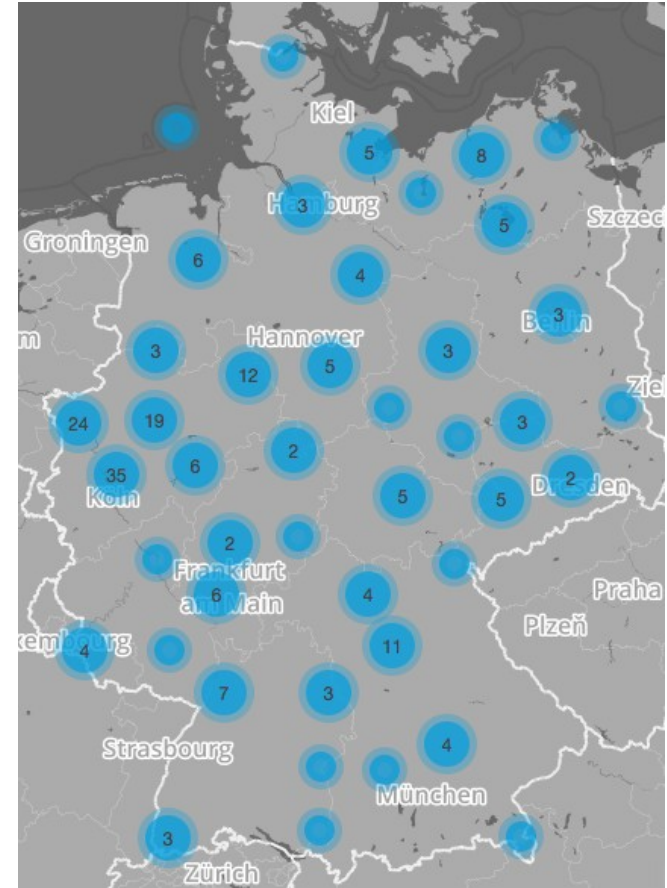 Kiel
5
8
3
Hamburg
5
Szczec
Groningen
6
4
3
Berlin
m
Hannover
3
5
3
12
Ziel
24
19
3
2
6
35
Köln
2
Dresden
5
5
2
Frankfurt
am Main
6
4
Praha
11
Plzeň
xembourg
4
7
3
Strasbourg
4
München
3
Zürich